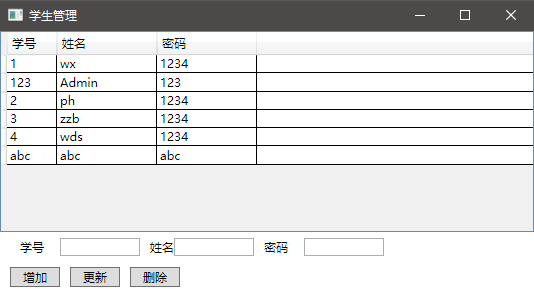 学生管理
学号 姓名 密码
1 wx 1234
123 Admin 123
2 ph 1234
3 zzb 1234
4 wds 1234
abc abc abc
学号 姓名 密码
增加 更新 删除